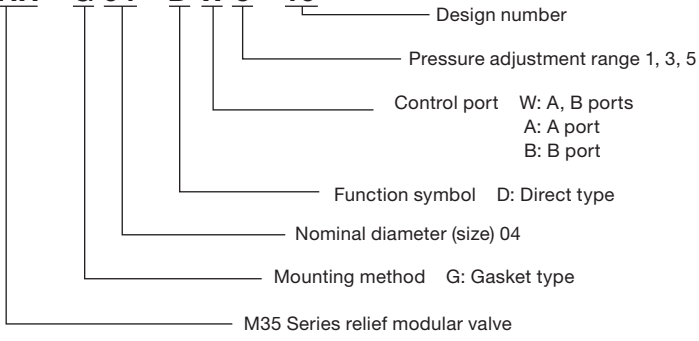 Design number
Pressure adjustment range 1, 3, 5
Control port W: A, B ports
A: A port
B: B port
Function symbol D: Direct type
Nominal diameter (size) 04
Mounting method G: Gasket type
M35 Series relief modular valve